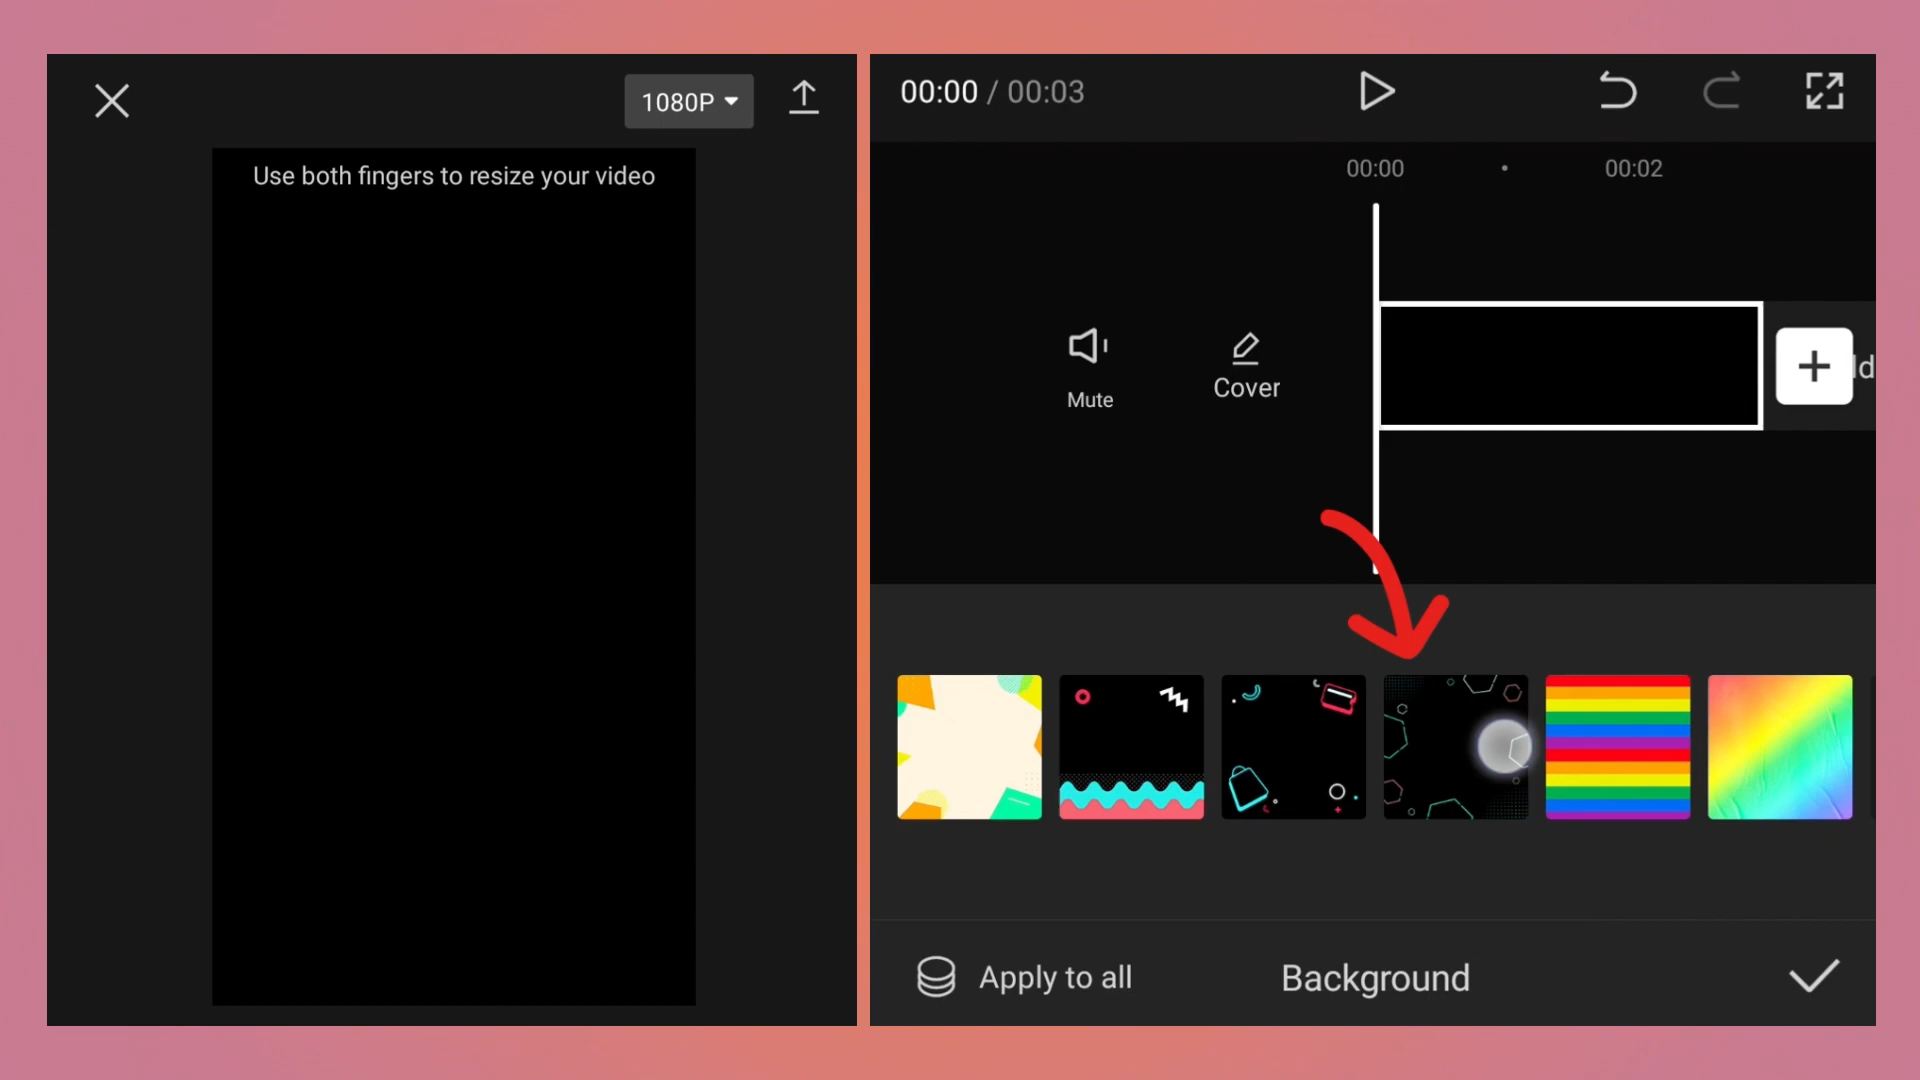 1080P
Use both fingers to resize your video
00:00 / 00:03
00:00 • 00:02
Mute
Cover
ld
Apply to all
Background